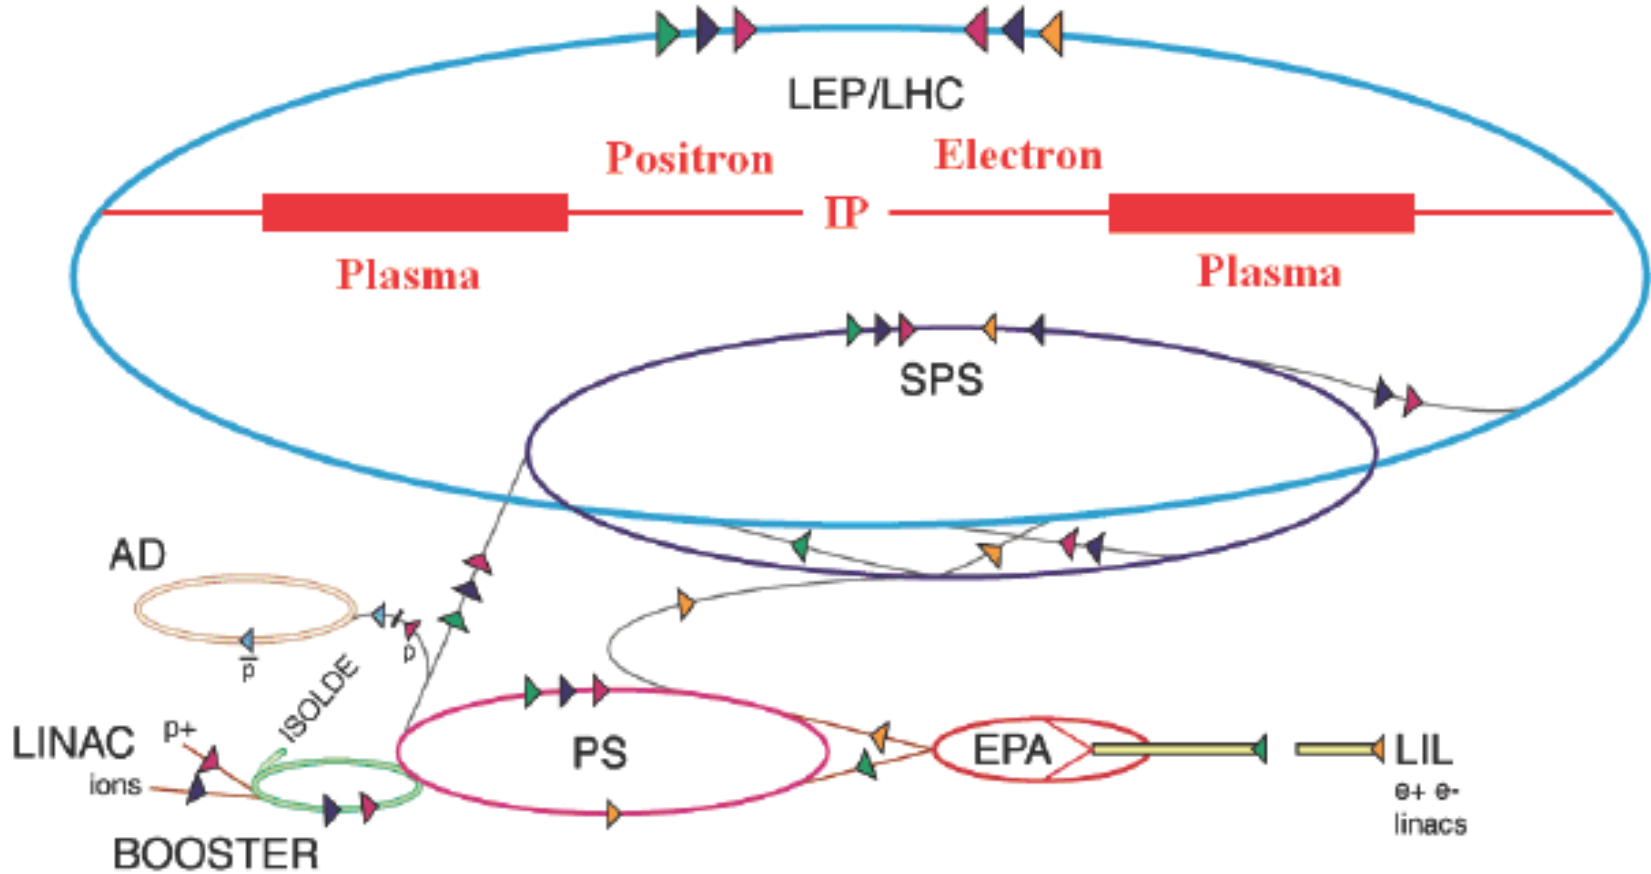 LEP/LHC
Positron
Electron
IP
Plasma
Plasma
SPS
AD
p
p̅
ISOLDE
LINAC
p+
ions
BOOSTER
PS
EPA
LIL
e+ e-
linacs